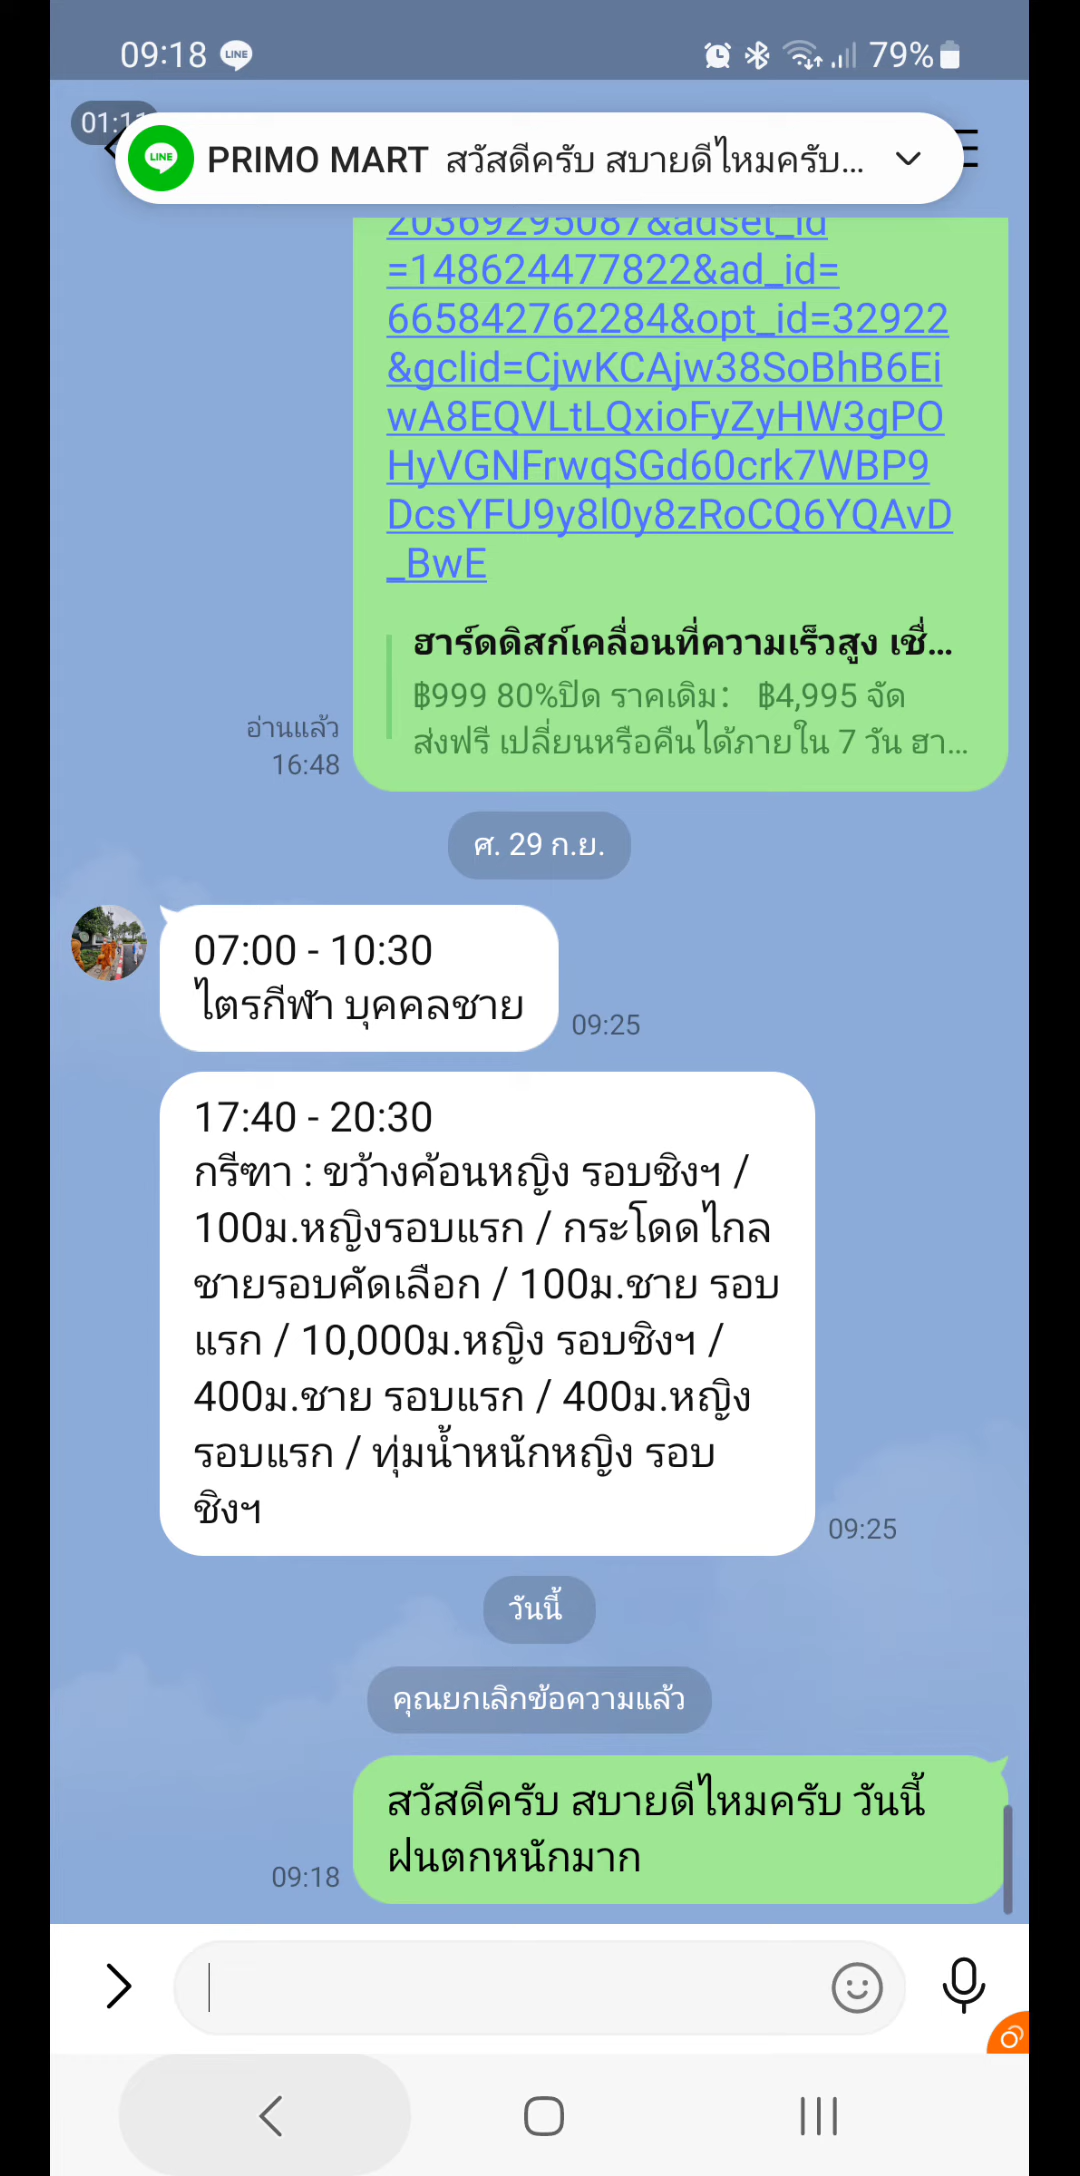 09:18 LINE 79%
LINE PRIMO MART สวัสดีครับ สบายดีไหมครับ...
20369295087&adset_id
=148624477822&ad_id=
665842762284&opt_id=32922
&gclid=CjwKCAjw38SoBhB6Ei
wA8EQVLtLQxioFyZyHW3gPO
HyVGNFrwqSGd60crk7WBP9
DcsYFU9y8l0y8zRoCQ6YQAvD
_BwE
ฮาร์ดดิสก์เคลื่อนที่ความเร็วสูง เชื่...
฿999 80%ปิด ราคาเดิม： ฿4,995 จัด
ส่งฟรี เปลี่ยนหรือคืนได้ภายใน 7 วัน ฮา...
อ่านแล้ว
16:48
ศ. 29 ก.ย.
07:00 - 10:30
ไตรกีฬา บุคคลชาย
09:25
17:40 - 20:30
กรีฑา : ขว้างค้อนหญิง รอบชิงฯ /
100ม.หญิงรอบแรก / กระโดดไกล
ชายรอบคัดเลือก / 100ม.ชาย รอบ
แรก / 10,000ม.หญิง รอบชิงฯ /
400ม.ชาย รอบแรก / 400ม.หญิง
รอบแรก / ทุ่มน้ำหนักหญิง รอบ
ชิงฯ
09:25
วันนี้
คุณยกเลิกข้อความแล้ว
สวัสดีครับ สบายดีไหมครับ วันนี้
ฝนตกหนักมาก
09:18